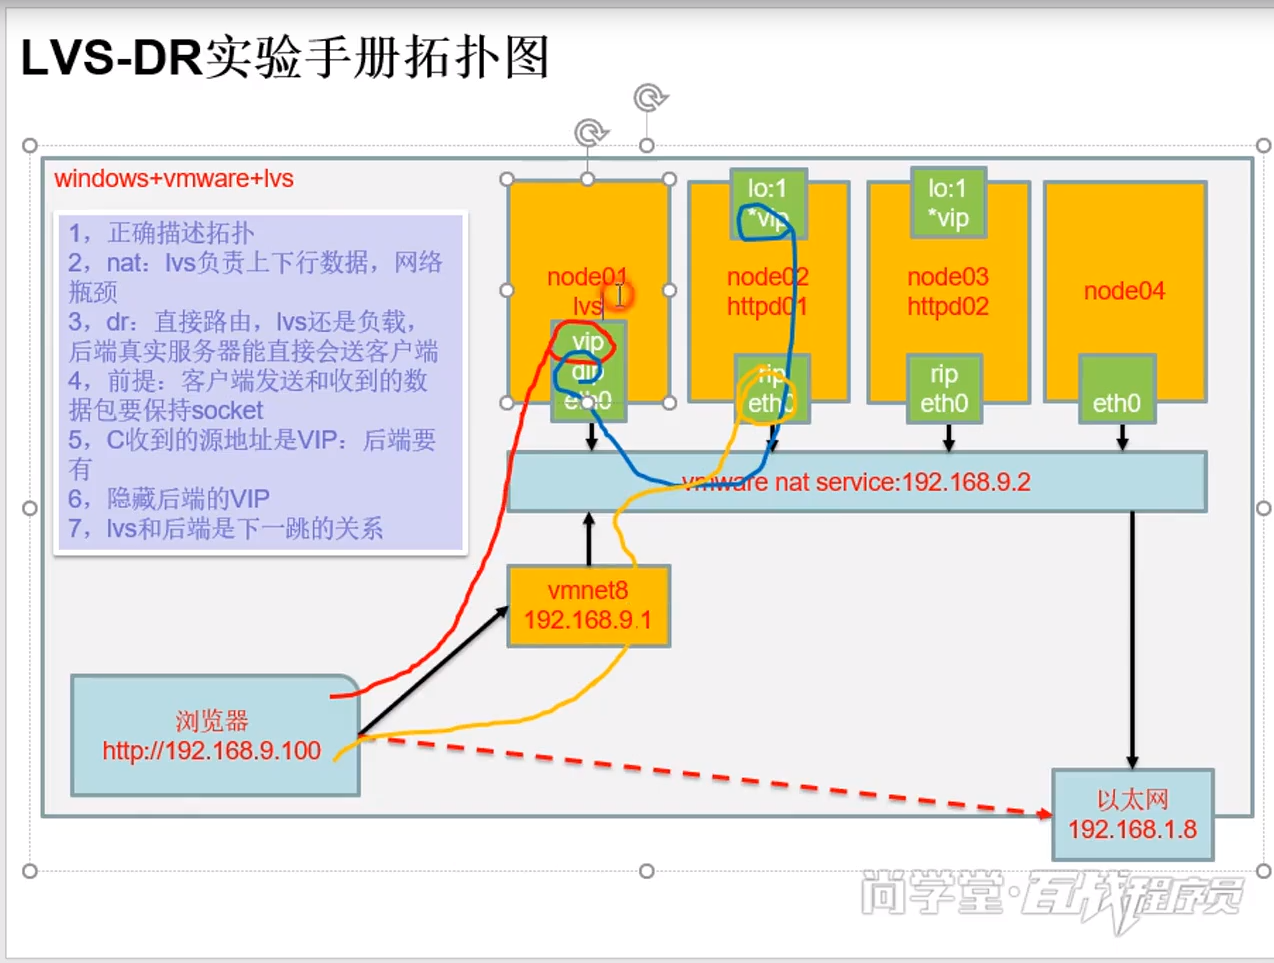 LVS-DR实验手册拓扑图
windows+vmware+lvs
1，正确描述拓扑
2，nat：lvs负责上下行数据，网络
瓶颈
3，dr：直接路由，lvs还是负载，
后端真实服务器能直接会送客户端
4，前提：客户端发送和收到的数
据包要保持socket
5，C收到的源地址是VIP：后端要
有
6，隐藏后端的VIP
7，lvs和后端是下一跳的关系
node01
lvs
vip
dip
eth0
lo:1
*vip
node02
httpd01
rip
eth0
lo:1
*vip
node03
httpd02
rip
eth0
node04
eth0
vmware nat service:192.168.9.2
vmnet8
192.168.9.1
浏览器
http://192.168.9.100
以太网
192.168.1.8
尚学堂·百战程序员